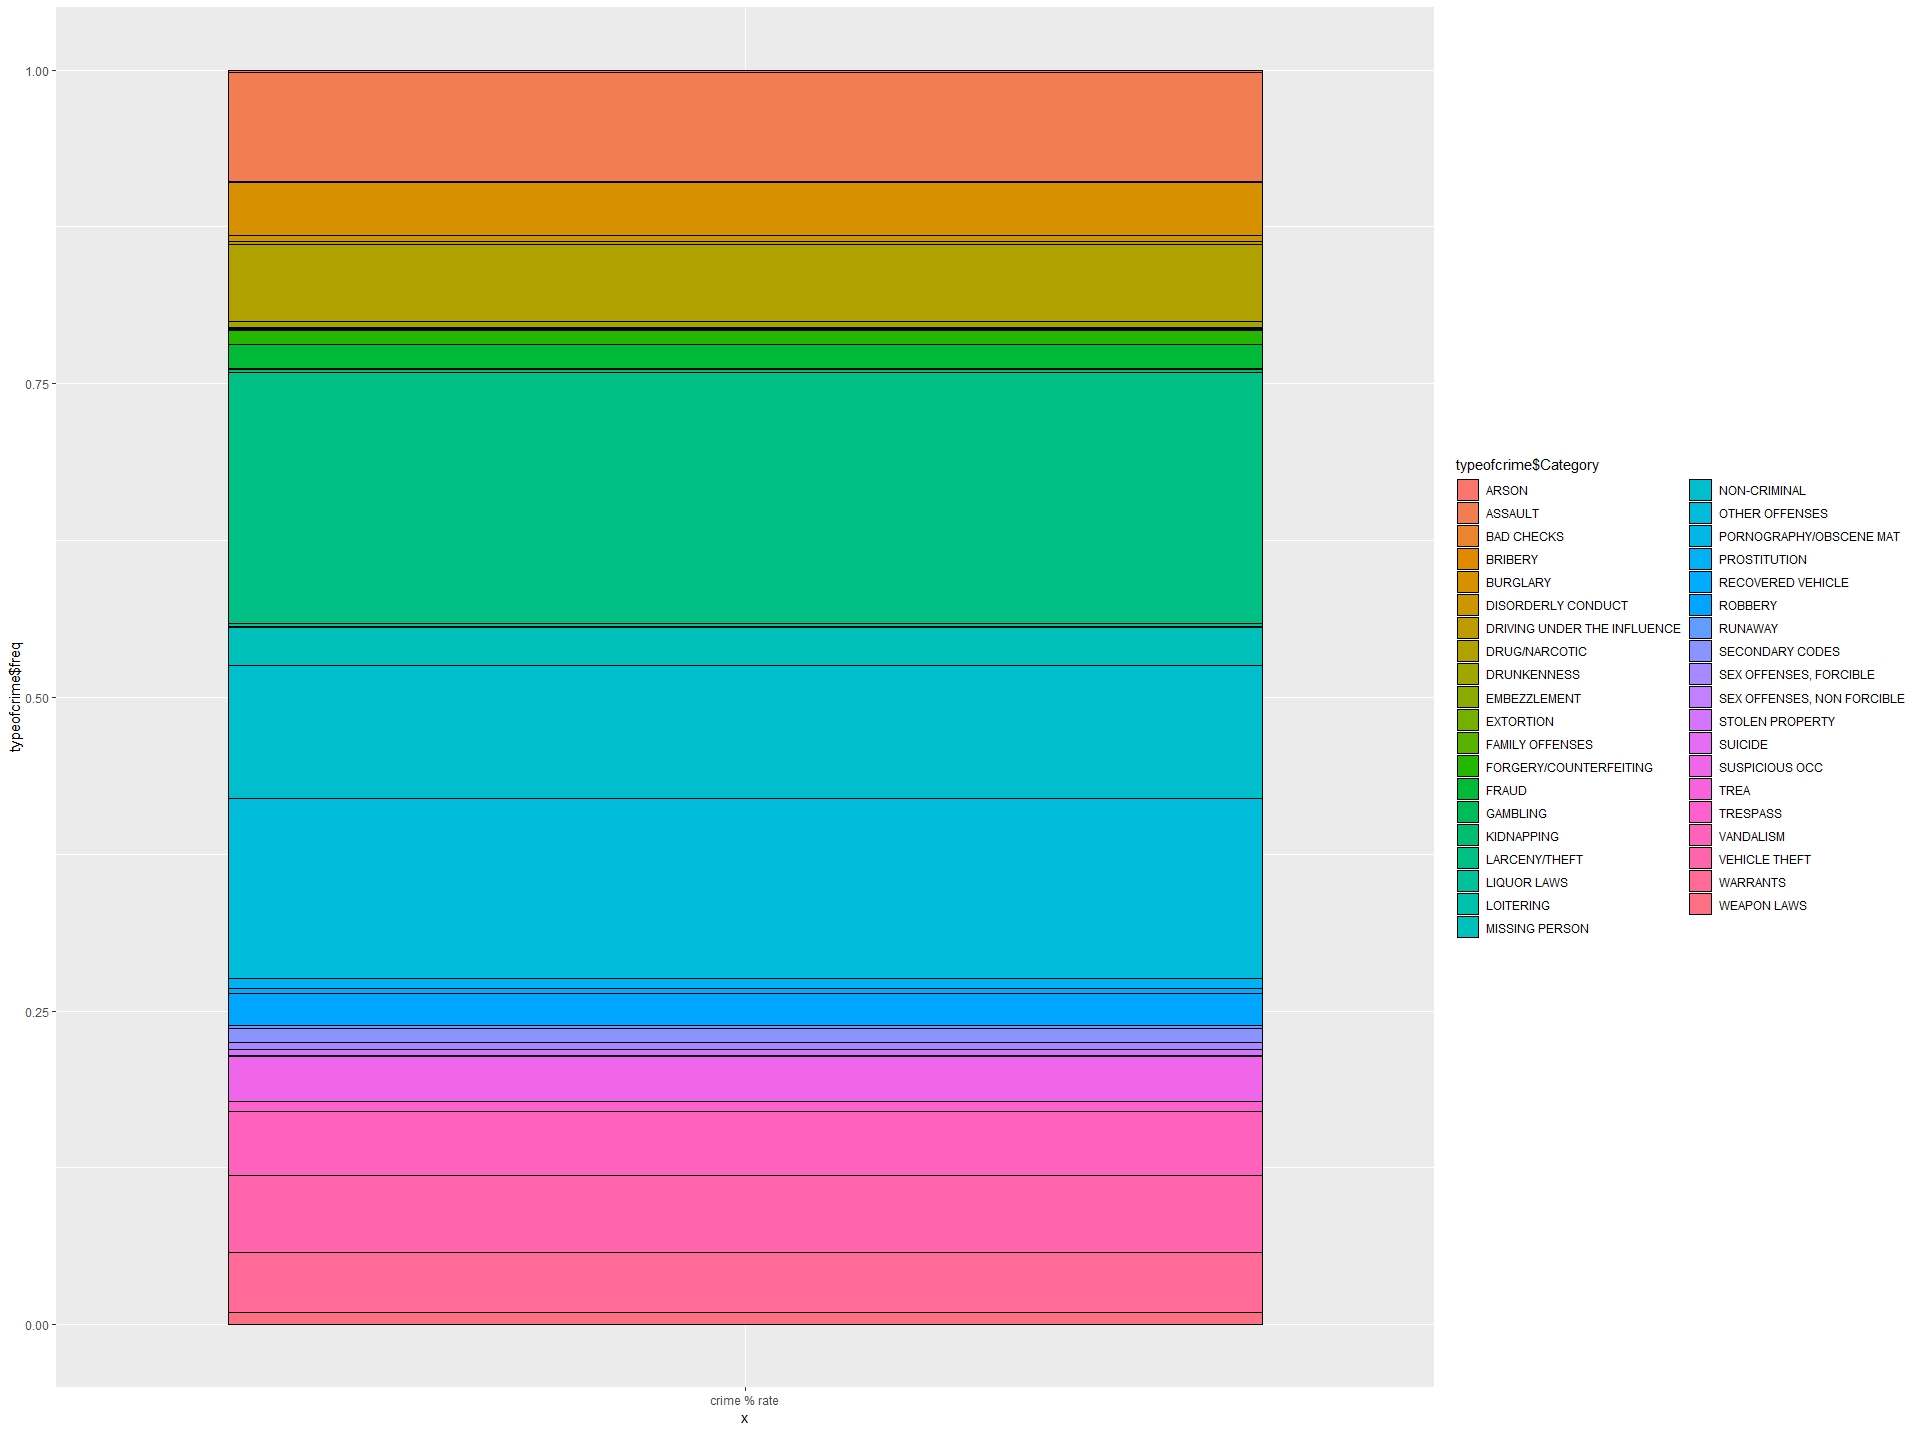 1.00
0.75
0.50
0.25
0.00
typeofcrime$freq
crime % rate
x
typeofcrime$Category
ARSON
ASSAULT
BAD CHECKS
BRIBERY
BURGLARY
DISORDERLY CONDUCT
DRIVING UNDER THE INFLUENCE
DRUG/NARCOTIC
DRUNKENNESS
EMBEZZLEMENT
EXTORTION
FAMILY OFFENSES
FORGERY/COUNTERFEITING
FRAUD
GAMBLING
KIDNAPPING
LARCENY/THEFT
LIQUOR LAWS
LOITERING
MISSING PERSON
NON-CRIMINAL
OTHER OFFENSES
PORNOGRAPHY/OBSCENE MAT
PROSTITUTION
RECOVERED VEHICLE
ROBBERY
RUNAWAY
SECONDARY CODES
SEX OFFENSES, FORCIBLE
SEX OFFENSES, NON FORCIBLE
STOLEN PROPERTY
SUICIDE
SUSPICIOUS OCC
TREA
TRESPASS
VANDALISM
VEHICLE THEFT
WARRANTS
WEAPON LAWS